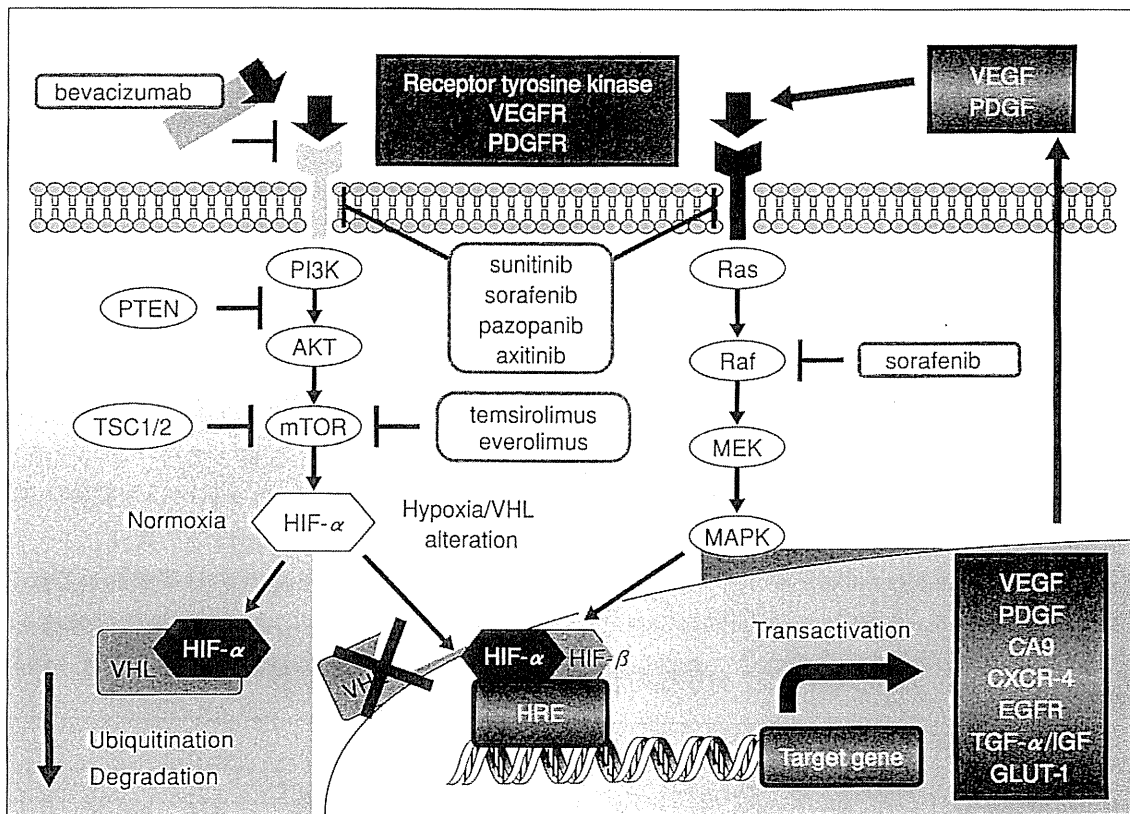 bevacizumab
Receptor tyrosine kinase
VEGFR
PDGFR
VEGF
PDGF
PI3K
PTEN
AKT
TSC1/2
mTOR
sunitinib
sorafenib
pazopanib
axitinib
temsirolimus
everolimus
Ras
Raf
sorafenib
MEK
MAPK
Normoxia
HIF-α
Hypoxia/VHL
alteration
VHL
HIF-α
Ubiquitination
Degradation
VH
HIF-α
HIF-β
HRE
Transactivation
Target gene
VEGF
PDGF
CA9
CXCR-4
EGFR
TGF-α/IGF
GLUT-1